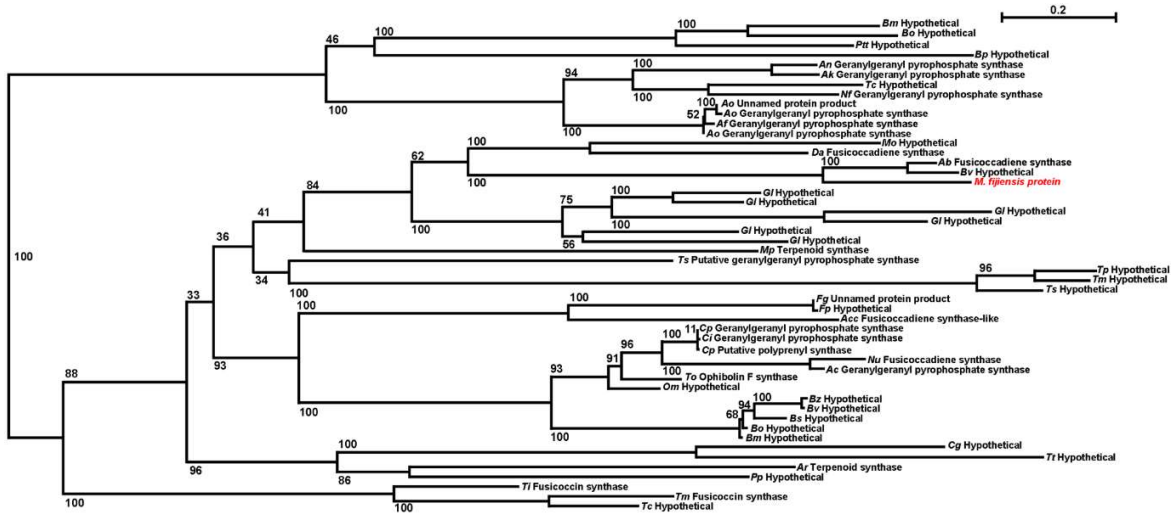 0.2
100
Bm Hypothetical
46
100
Bo Hypothetical
Ptt Hypothetical
Bp Hypothetical
An Geranylgeranyl pyrophosphate synthase
100
Ak Geranylgeranyl pyrophosphate synthase
94
Tc Hypothetical
100
100
Nf Geranylgeranyl pyrophosphate synthase
100
Ao Unnamed protein product
52
Ao Geranylgeranyl pyrophosphate synthase
100
Af Geranylgeranyl pyrophosphate synthase
Ao Geranylgeranyl pyrophosphate synthase
100
Mo Hypothetical
Da Fusicoccadiene synthase
62
100
Ab Fusicoccadiene synthase
Bv Hypothetical
100
M. fijiensis protein
84
100
Gl Hypothetical
Gl Hypothetical
75
Gl Hypothetical
41
100
100
Gl Hypothetical
Gl Hypothetical
36
56
Gl Hypothetical
Mp Terpenoid synthase
100
Ts Putative geranylgeranyl pyrophosphate synthase
34
96
Tp Hypothetical
Tm Hypothetical
100
Ts Hypothetical
33
100
100
Fg Unnamed protein product
Fp Hypothetical
Acc Fusicoccadiene synthase-like
11
Cp Geranylgeranyl pyrophosphate synthase
100
Ci Geranylgeranyl pyrophosphate synthase
96
Cp Putative polyprenyl synthase
93
91
Nu Fusicoccadiene synthase
100
Ac Geranylgeranyl pyrophosphate synthase
88
93
To Ophibolin F synthase
Om Hypothetical
100
100
Bz Hypothetical
94
Bv Hypothetical
68
Bs Hypothetical
100
Bo Hypothetical
Bm Hypothetical
100
Cg Hypothetical
96
Tt Hypothetical
Ar Terpenoid synthase
86
Pp Hypothetical
100
Ti Fusicoccin synthase
Tm Fusicoccin synthase
100
Tc Hypothetical